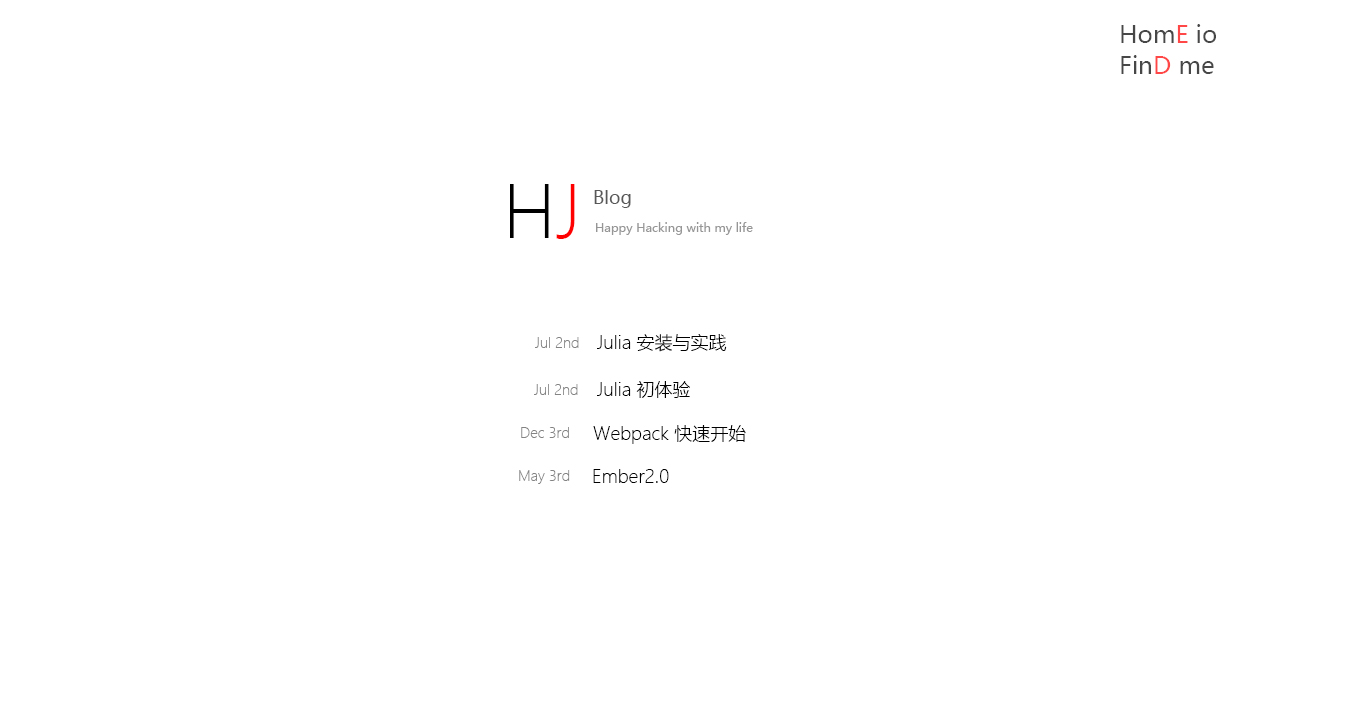 HomE io
FinD me
HJ
Blog
Happy Hacking with my life
Jul 2nd Julia 安装与实践
Jul 2nd Julia 初体验
Dec 3rd Webpack 快速开始
May 3rd Ember2.0